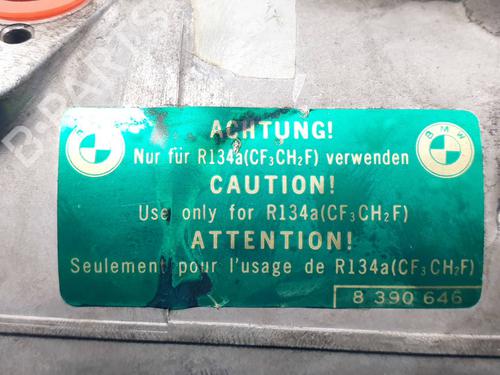 ACHTUNG!
Nur für R134a(CF₃CH₂F) verwenden
CAUTION!
Use only for R134a(CF₃CH₂F)
ATTENTION!
Seulement pour l'usage de R134a(CF₃CH₂F)
8 390 646
BMW
BMW
B-PARTS